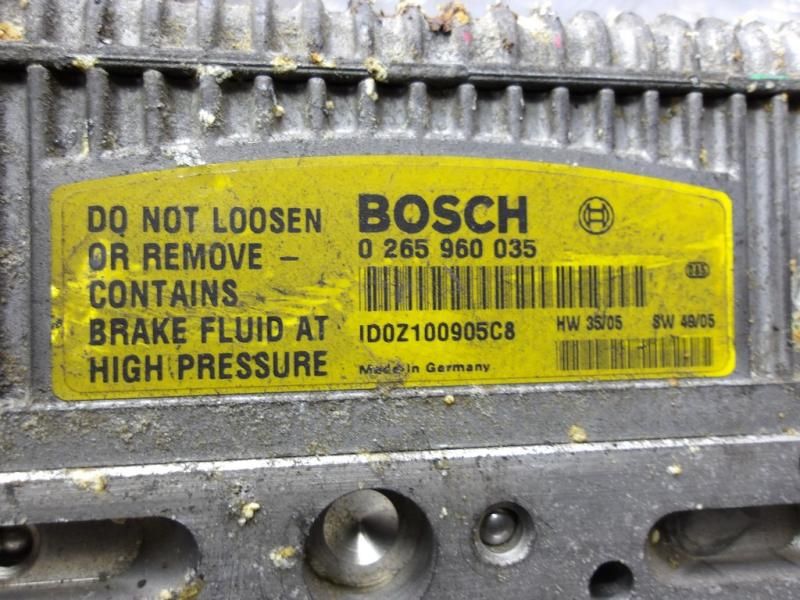 DO NOT LOOSEN
OR REMOVE –
CONTAINS
BRAKE FLUID AT
HIGH PRESSURE
BOSCH
0 265 960 035
ID0Z100905C8
HW 35/05 SW 49/05
Made in Germany